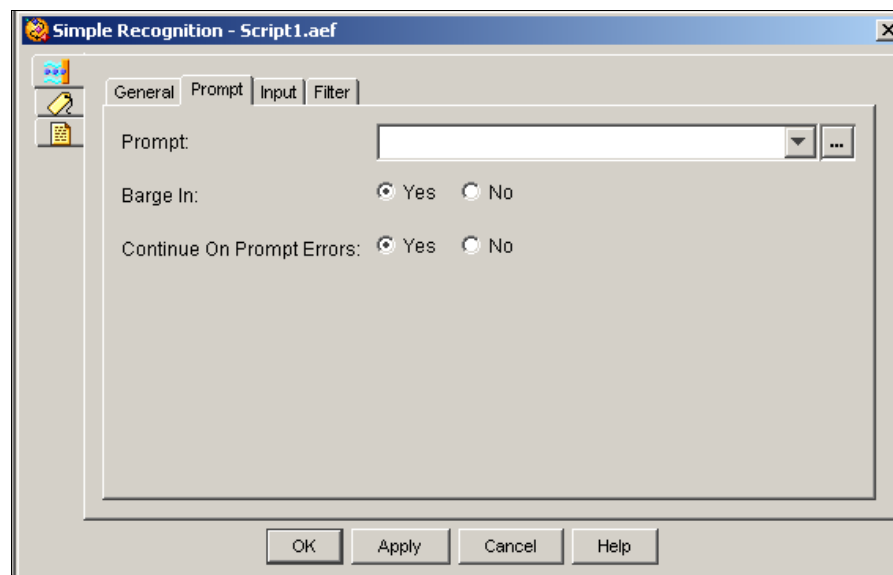 Simple Recognition - Script1.aef
General Prompt Input Filter
Prompt: ...
Barge In: Yes No
Continue On Prompt Errors: Yes No
OK Apply Cancel Help